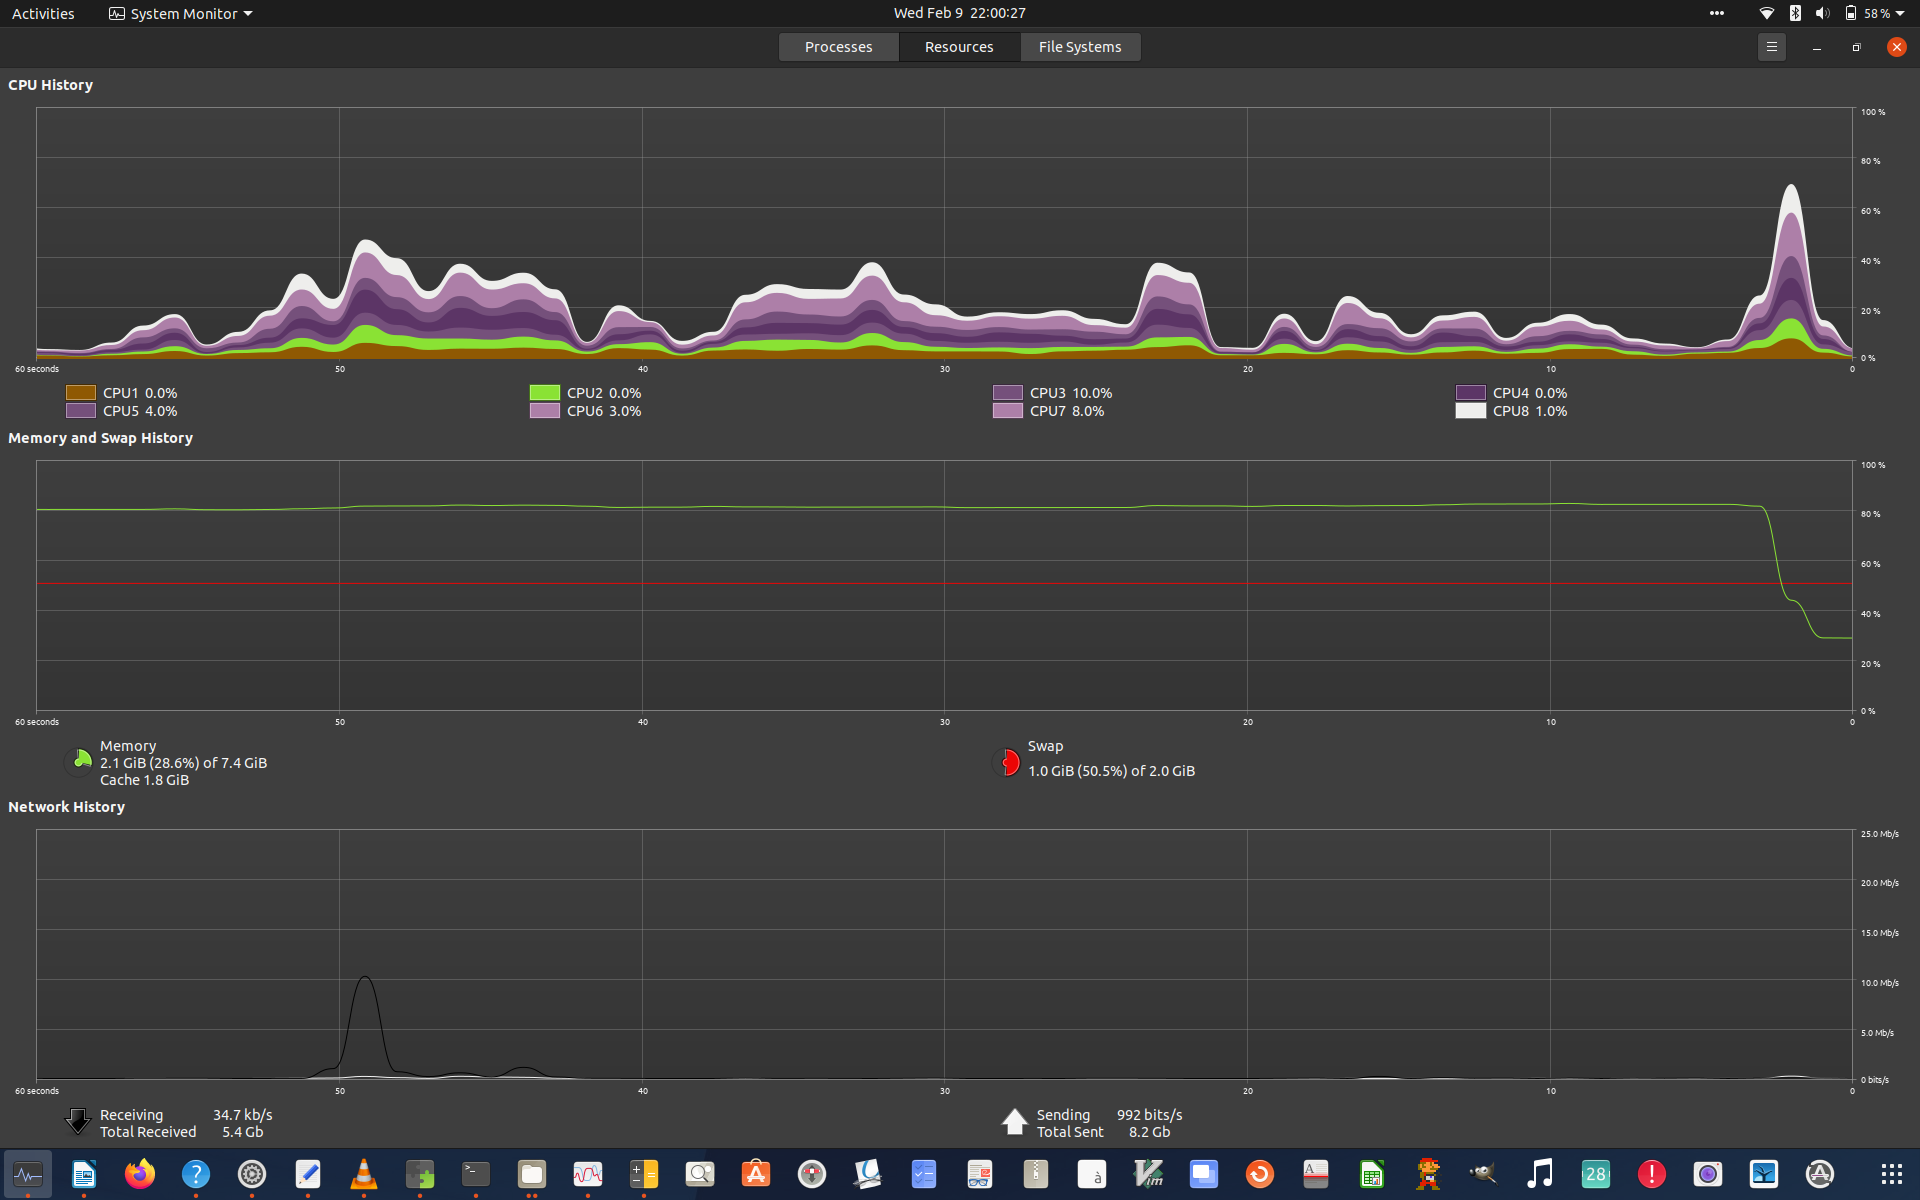 Activities System Monitor Wed Feb 9 22:00:27 58 %
Processes Resources File Systems
CPU History
100 %
80 %
60 %
40 %
20 %
0 %
60 seconds 50 40 30 20 10 0
CPU1 0.0% CPU2 0.0% CPU3 10.0% CPU4 0.0%
CPU5 4.0% CPU6 3.0% CPU7 8.0% CPU8 1.0%
Memory and Swap History
100 %
80 %
60 %
40 %
20 %
0 %
60 seconds 50 40 30 20 10 0
Memory Swap
2.1 GiB (28.6%) of 7.4 GiB 1.0 GiB (50.5%) of 2.0 GiB
Cache 1.8 GiB
Network History
25.0 Mb/s
20.0 Mb/s
15.0 Mb/s
10.0 Mb/s
5.0 Mb/s
0 bits/s
60 seconds 50 40 30 20 10 0
Receiving 34.7 kb/s Sending 992 bits/s
Total Received 5.4 Gb Total Sent 8.2 Gb
? >_ A à Vim A 28 ! A